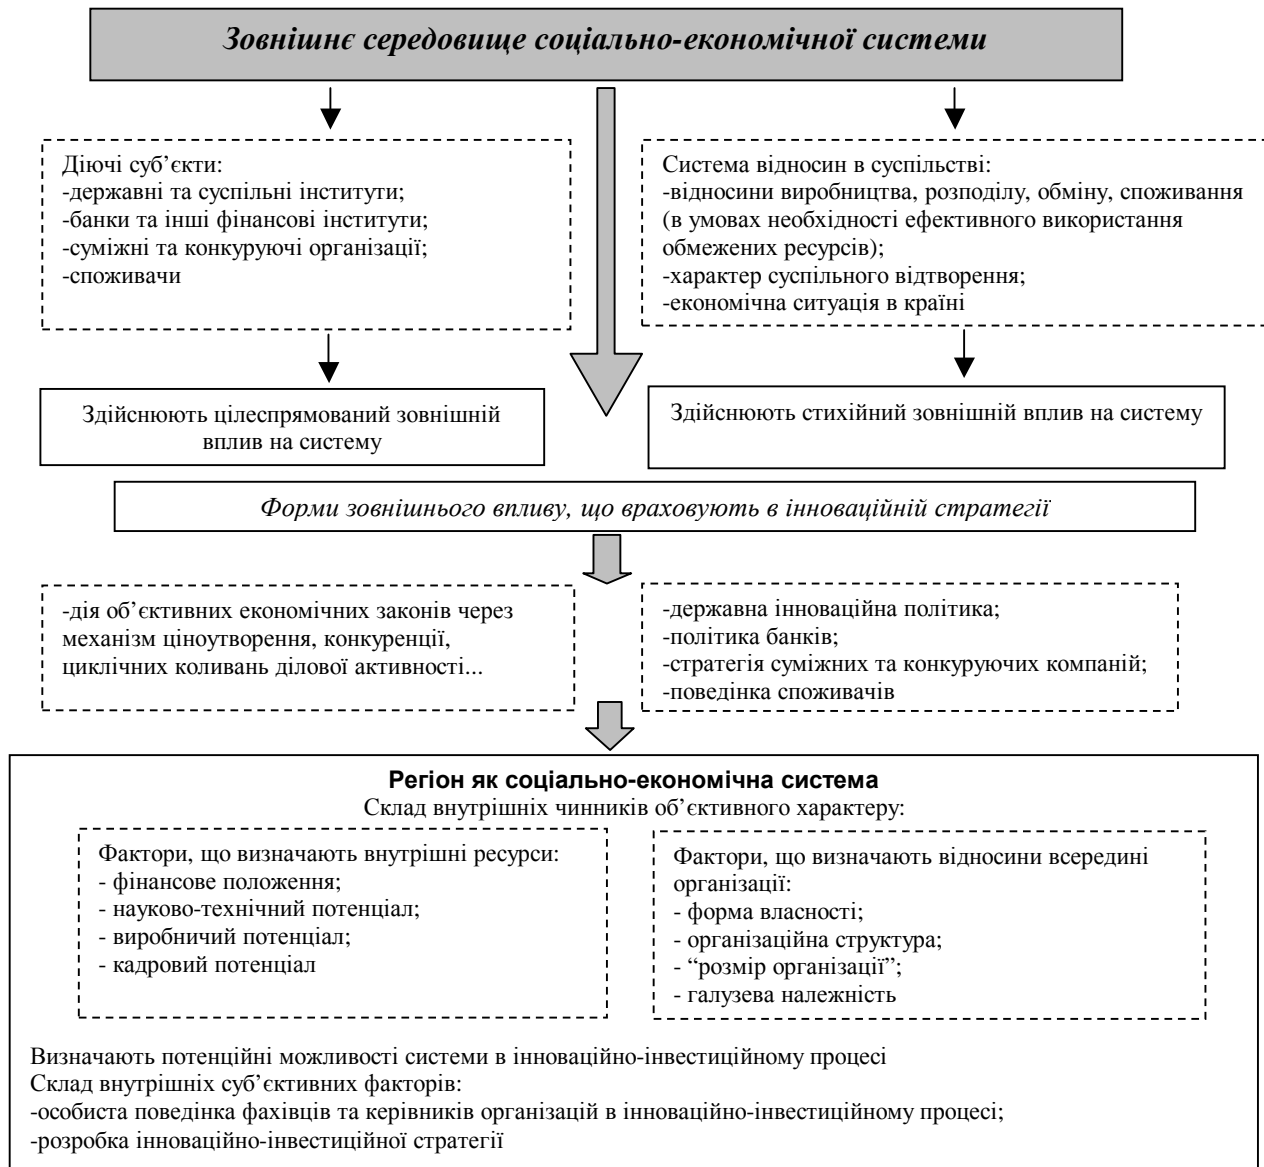 Зовнішнє середовище соціально-економічної системи
Діючі суб’єкти:
-державні та суспільні інститути;
-банки та інші фінансові інститути;
-суміжні та конкуруючі організації;
-споживачи
Система відносин в суспільстві:
-відносини виробництва, розподілу, обміну, споживання
(в умовах необхідності ефективного використання
обмежених ресурсів);
-характер суспільного відтворення;
-економічна ситуація в країні
Здійснюють цілеспрямований зовнішній
вплив на систему
Здійснюють стихійний зовнішній вплив на систему
Форми зовнішнього впливу, що враховують в інноваційній стратегії
-дія об’єктивних економічних законів через
механізм ціноутворення, конкуренції,
циклічних коливань ділової активності...
-державна інноваційна політика;
-політика банків;
-стратегія суміжних та конкуруючих компаній;
-поведінка споживачів
Регіон як соціально-економічна система
Склад внутрішніх чинників об’єктивного характеру:
Фактори, що визначають внутрішні ресурси:
- фінансове положення;
- науково-технічний потенціал;
- виробничий потенціал;
- кадровий потенціал
Фактори, що визначають відносини всередині
організації:
- форма власності;
- організаційна структура;
- “розмір організації”;
- галузева належність
Визначають потенційні можливості системи в інноваційно-інвестиційному процесі
Склад внутрішніх суб’єктивних факторів:
-особиста поведінка фахівців та керівників організацій в інноваційно-інвестиційному процесі;
-розробка інноваційно-інвестиційної стратегії